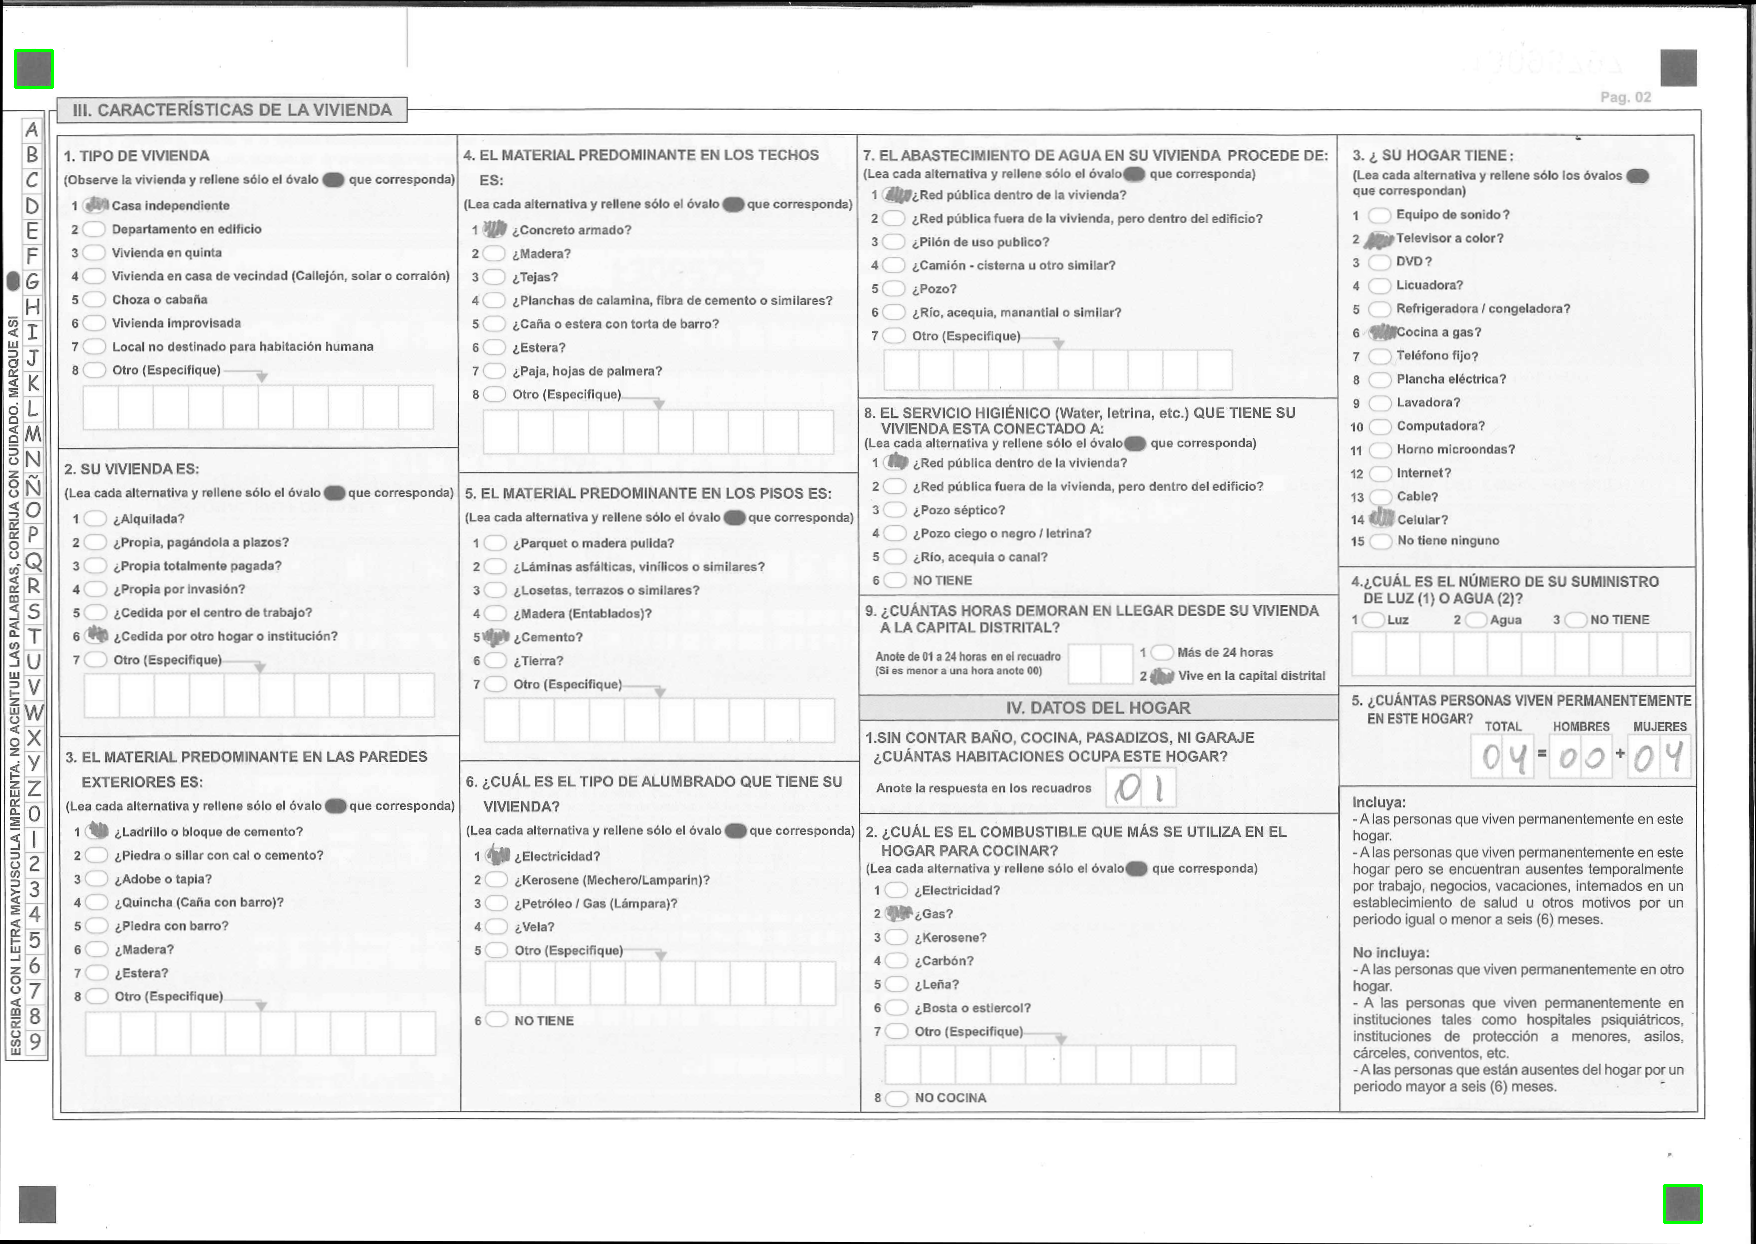 Pag. 02
III. CARACTERÍSTICAS DE LA VIVIENDA
ESCRIBA CON LETRA MAYUSCULA IMPRENTA. NO ACENTUE LAS PALABRAS, CORRIJA CON CUIDADO. MARQUE ASI
A
B
C
D
E
F
G
H
I
J
K
L
M
N
Ñ
O
P
Q
R
S
T
U
V
W
X
Y
Z
0
1
2
3
4
5
6
7
8
9
1. TIPO DE VIVIENDA
(Observe la vivienda y rellene sólo el óvalo que corresponda)
1 Casa independiente
2 Departamento en edificio
3 Vivienda en quinta
4 Vivienda en casa de vecindad (Callejón, solar o corralón)
5 Choza o cabaña
6 Vivienda improvisada
7 Local no destinado para habitación humana
8 Otro (Especifique)
2. SU VIVIENDA ES:
(Lea cada alternativa y rellene sólo el óvalo que corresponda)
1 ¿Alquilada?
2 ¿Propia, pagándola a plazos?
3 ¿Propia totalmente pagada?
4 ¿Propia por invasión?
5 ¿Cedida por el centro de trabajo?
6 ¿Cedida por otro hogar o institución?
7 Otro (Especifique)
3. EL MATERIAL PREDOMINANTE EN LAS PAREDES
EXTERIORES ES:
(Lea cada alternativa y rellene sólo el óvalo que corresponda)
1 ¿Ladrillo o bloque de cemento?
2 ¿Piedra o sillar con cal o cemento?
3 ¿Adobe o tapia?
4 ¿Quincha (Caña con barro)?
5 ¿Piedra con barro?
6 ¿Madera?
7 ¿Estera?
8 Otro (Especifique)
4. EL MATERIAL PREDOMINANTE EN LOS TECHOS
ES:
(Lea cada alternativa y rellene sólo el óvalo que corresponda)
1 ¿Concreto armado?
2 ¿Madera?
3 ¿Tejas?
4 ¿Planchas de calamina, fibra de cemento o similares?
5 ¿Caña o estera con torta de barro?
6 ¿Estera?
7 ¿Paja, hojas de palmera?
8 Otro (Especifique)
5. EL MATERIAL PREDOMINANTE EN LOS PISOS ES:
(Lea cada alternativa y rellene sólo el óvalo que corresponda)
1 ¿Parquet o madera pulida?
2 ¿Láminas asfálticas, vinílicos o similares?
3 ¿Losetas, terrazos o similares?
4 ¿Madera (Entablados)?
5 ¿Cemento?
6 ¿Tierra?
7 Otro (Especifique)
6. ¿CUÁL ES EL TIPO DE ALUMBRADO QUE TIENE SU
VIVIENDA?
(Lea cada alternativa y rellene sólo el óvalo que corresponda)
1 ¿Electricidad?
2 ¿Kerosene (Mechero/Lamparin)?
3 ¿Petróleo / Gas (Lámpara)?
4 ¿Vela?
5 Otro (Especifique)
6 NO TIENE
7. EL ABASTECIMIENTO DE AGUA EN SU VIVIENDA PROCEDE DE:
(Lea cada alternativa y rellene sólo el óvalo que corresponda)
1 ¿Red pública dentro de la vivienda?
2 ¿Red pública fuera de la vivienda, pero dentro del edificio?
3 ¿Pilón de uso publico?
4 ¿Camión - cisterna u otro similar?
5 ¿Pozo?
6 ¿Río, acequia, manantial o similar?
7 Otro (Especifique)
8. EL SERVICIO HIGIÉNICO (Water, letrina, etc.) QUE TIENE SU
VIVIENDA ESTA CONECTADO A:
(Lea cada alternativa y rellene sólo el óvalo que corresponda)
1 ¿Red pública dentro de la vivienda?
2 ¿Red pública fuera de la vivienda, pero dentro del edificio?
3 ¿Pozo séptico?
4 ¿Pozo ciego o negro / letrina?
5 ¿Río, acequia o canal?
6 NO TIENE
9. ¿CUÁNTAS HORAS DEMORAN EN LLEGAR DESDE SU VIVIENDA
A LA CAPITAL DISTRITAL?
Anote de 01 a 24 horas en el recuadro
(Si es menor a una hora anote 00)
1 Más de 24 horas
2 Vive en la capital distrital
IV. DATOS DEL HOGAR
1.SIN CONTAR BAÑO, COCINA, PASADIZOS, NI GARAJE
¿CUÁNTAS HABITACIONES OCUPA ESTE HOGAR?
Anote la respuesta en los recuadros 01
2. ¿CUÁL ES EL COMBUSTIBLE QUE MÁS SE UTILIZA EN EL
HOGAR PARA COCINAR?
(Lea cada alternativa y rellene sólo el óvalo que corresponda)
1 ¿Electricidad?
2 ¿Gas?
3 ¿Kerosene?
4 ¿Carbón?
5 ¿Leña?
6 ¿Bosta o estiercol?
7 Otro (Especifique)
8 NO COCINA
3. ¿ SU HOGAR TIENE:
(Lea cada alternativa y rellene sólo los óvalos
que correspondan)
1 Equipo de sonido?
2 Televisor a color?
3 DVD?
4 Licuadora?
5 Refrigeradora / congeladora?
6 Cocina a gas?
7 Teléfono fijo?
8 Plancha eléctrica?
9 Lavadora?
10 Computadora?
11 Horno microondas?
12 Internet?
13 Cable?
14 Celular?
15 No tiene ninguno
4.¿CUÁL ES EL NÚMERO DE SU SUMINISTRO
DE LUZ (1) O AGUA (2)?
1 Luz 2 Agua 3 NO TIENE
5. ¿CUÁNTAS PERSONAS VIVEN PERMANENTEMENTE
EN ESTE HOGAR? TOTAL HOMBRES MUJERES
04 = 00 + 04
Incluya:
- A las personas que viven permanentemente en este
hogar.
- A las personas que viven permanentemente en este
hogar pero se encuentran ausentes temporalmente
por trabajo, negocios, vacaciones, internados en un
establecimiento de salud u otros motivos por un
periodo igual o menor a seis (6) meses.
No incluya:
- A las personas que viven permanentemente en otro
hogar.
- A las personas que viven permanentemente en
instituciones tales como hospitales psiquiátricos,
instituciones de protección a menores, asilos,
cárceles, conventos, etc.
- A las personas que están ausentes del hogar por un
periodo mayor a seis (6) meses.